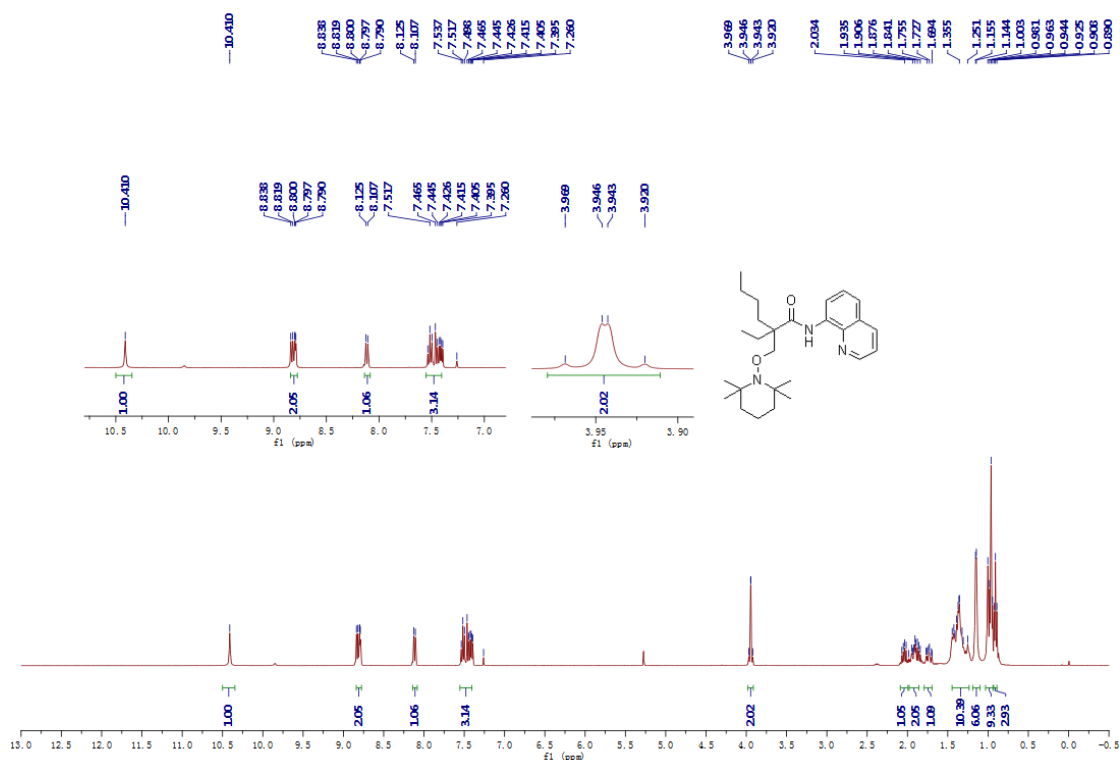 10.410 8.838 8.819 8.800 8.797 8.790 8.125 8.107 7.537 7.517 7.498 7.465 7.445 7.426 7.415 7.405 7.395 7.260 3.969 3.946 3.943 3.920 2.034 1.935 1.906 1.876 1.841 1.755 1.727 1.694 1.355 1.251 1.155 1.144 1.003 0.981 0.963 0.944 0.925 0.908 0.890
10.410 8.838 8.819 8.800 8.797 8.790 8.125 8.107 7.517 7.465 7.445 7.426 7.415 7.405 7.395 7.260 3.969 3.946 3.943 3.920
O
N
H
N
O
N
1.00 2.05 1.06 3.14 2.02
10.5 10.0 9.5 9.0 8.5 8.0 7.5 7.0 3.95 3.90
f1 (ppm) f1 (ppm)
1.00 2.05 1.06 3.14 2.02 1.05 2.05 1.09 10.39 6.06 9.33 2.93
13.0 12.5 12.0 11.5 11.0 10.5 10.0 9.5 9.0 8.5 8.0 7.5 7.0 6.5 6.0 5.5 5.0 4.5 4.0 3.5 3.0 2.5 2.0 1.5 1.0 0.5 0.0 -0.5
f1 (ppm)